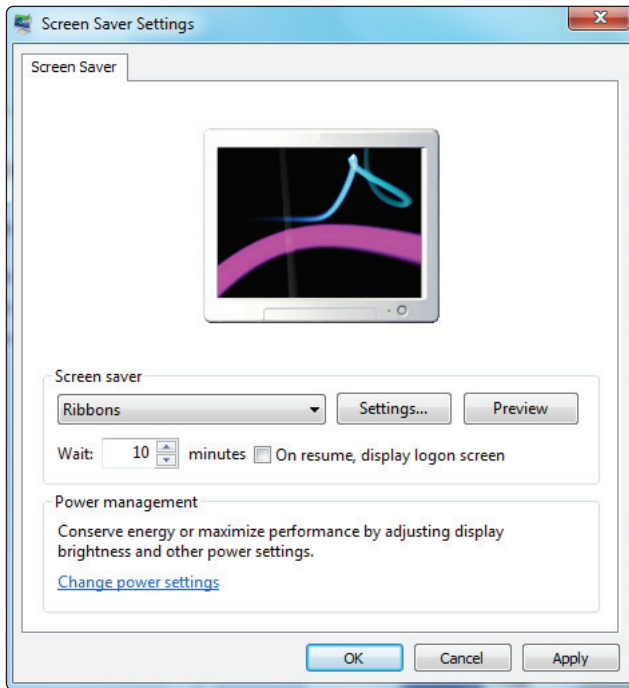 Screen Saver Settings
Screen Saver
Screen saver
Ribbons
Settings...
Preview
Wait:
10
minutes
On resume, display logon screen
Power management
Conserve energy or maximize performance by adjusting display
brightness and other power settings.
Change power settings
OK
Cancel
Apply